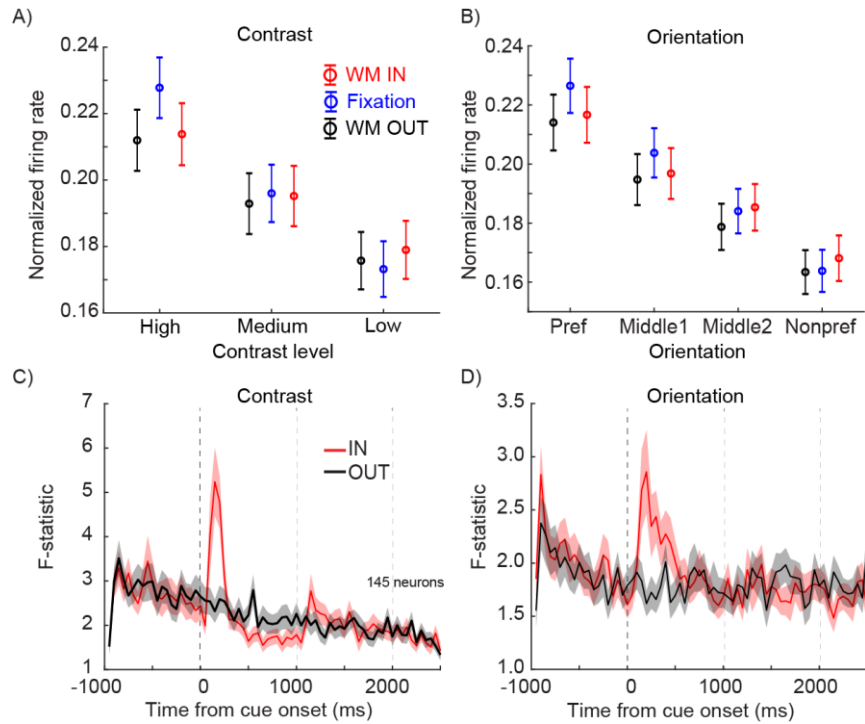 A)
Contrast
Normalized firing rate
0.24
0.22
0.20
0.18
0.16
WM IN
Fixation
WM OUT
High Medium Low
Contrast level
B)
Orientation
Normalized firing rate
0.24
0.22
0.20
0.18
0.16
Pref Middle1 Middle2 Nonpref
Orientation
C)
Contrast
F-statistic
7
6
5
4
3
2
1
IN
OUT
145 neurons
-1000 0 1000 2000
Time from cue onset (ms)
D)
Orientation
F-statistic
3.5
3.0
2.5
2.0
1.5
1.0
-1000 0 1000 2000
Time from cue onset (ms)